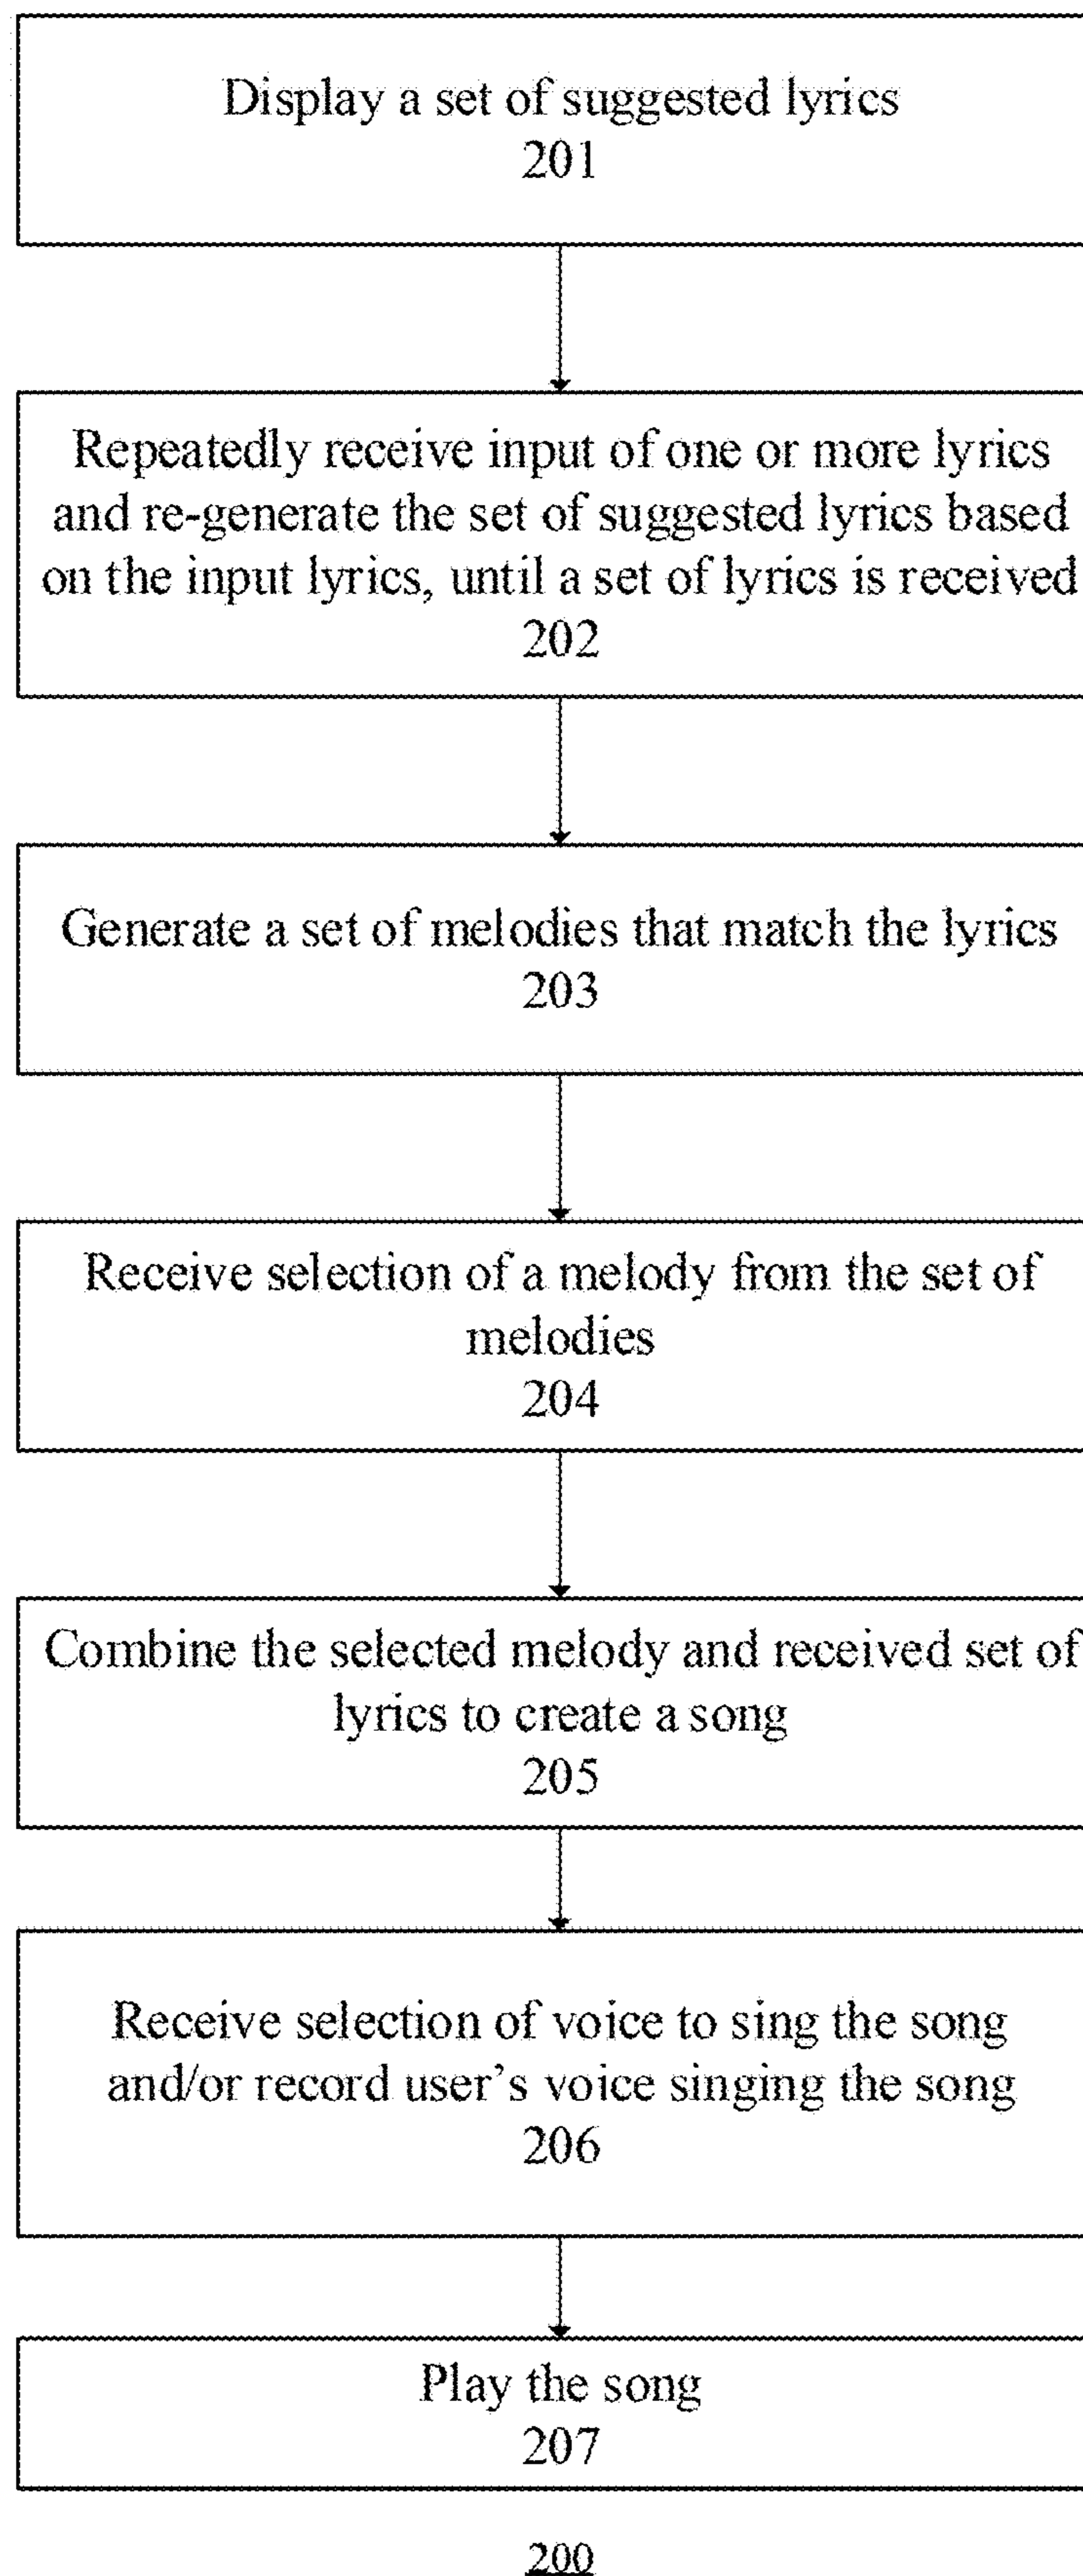 Display a set of suggested lyrics
201
Repeatedly receive input of one or more lyrics
and re-generate the set of suggested lyrics based
on the input lyrics, until a set of lyrics is received
202
Generate a set of melodies that match the lyrics
203
Receive selection of a melody from the set of
melodies
204
Combine the selected melody and received set of
lyrics to create a song
205
Receive selection of voice to sing the song
and/or record user’s voice singing the song
206
Play the song
207
200